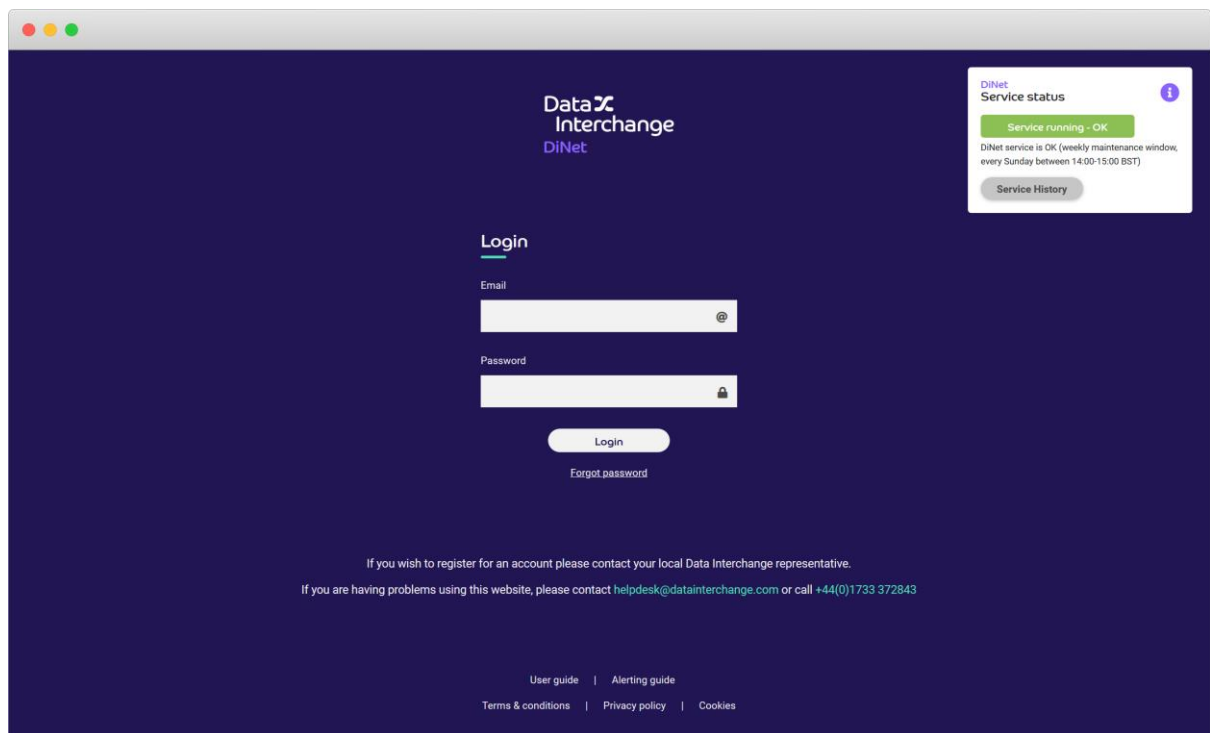 Data Interchange
DiNet
DiNet
Service status
Service running - OK
DiNet service is OK (weekly maintenance window,
every Sunday between 14:00-15:00 BST)
Service History
Login
Email
@
Password
Login
Forgot password
If you wish to register for an account please contact your local Data Interchange representative.
If you are having problems using this website, please contact helpdesk@datainterchange.com or call +44(0)1733 372843
User guide | Alerting guide
Terms & conditions | Privacy policy | Cookies